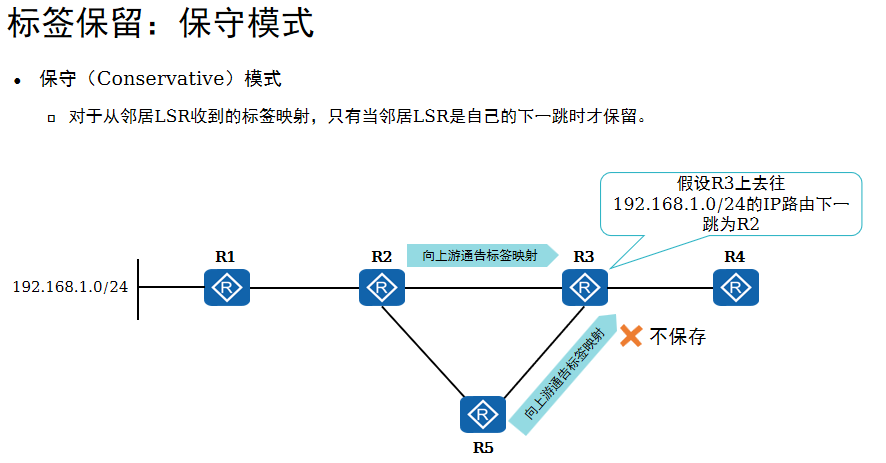 标签保留：保守模式
• 保守（Conservative）模式
▫ 对于从邻居LSR收到的标签映射，只有当邻居LSR是自己的下一跳时才保留。
假设R3上去往
192.168.1.0/24的IP路由下一
跳为R2
R1
R2
向上游通告标签映射
R3
R4
192.168.1.0/24
R
R
R
R
向上游通告标签映射
不保存
R
R5